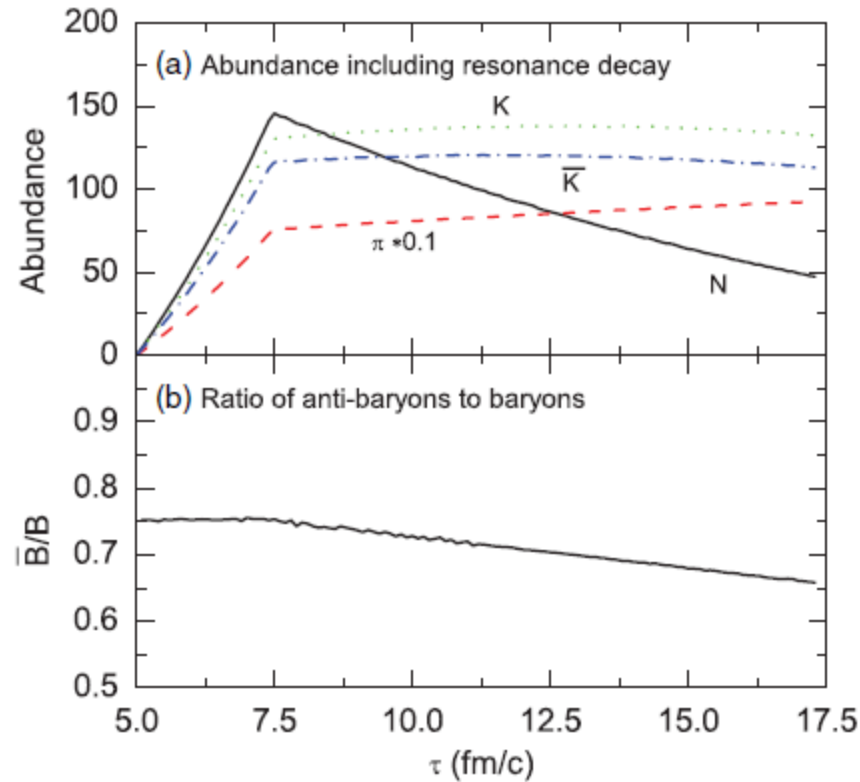 200
(a) Abundance including resonance decay
K
150
Abundance
100
K̅
π *0.1
50
N
0
(b) Ratio of anti-baryons to baryons
0.9
0.8
B̅/B
0.7
0.6
0.5
5.0 7.5 10.0 12.5 15.0 17.5
τ (fm/c)